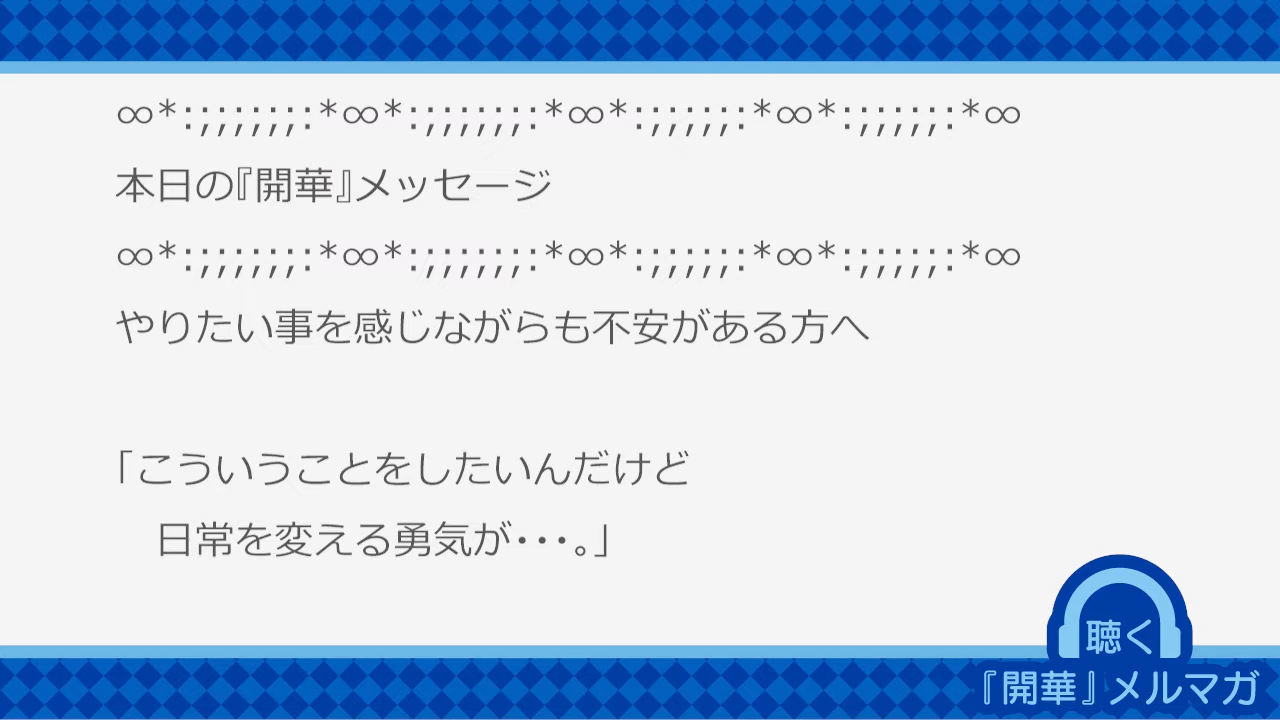 ∞*:;;;;;;:*∞*:;;;;;;:*∞*:;;;;;:*∞*:;;;;;:*∞
本日の『開華』メッセージ
∞*:;;;;;;:*∞*:;;;;;;:*∞*:;;;;;:*∞*:;;;;;:*∞
やりたい事を感じながらも不安がある方へ
「こういうことをしたいんだけど
　日常を変える勇気が・・・。」
聴く
『開華』メルマガ